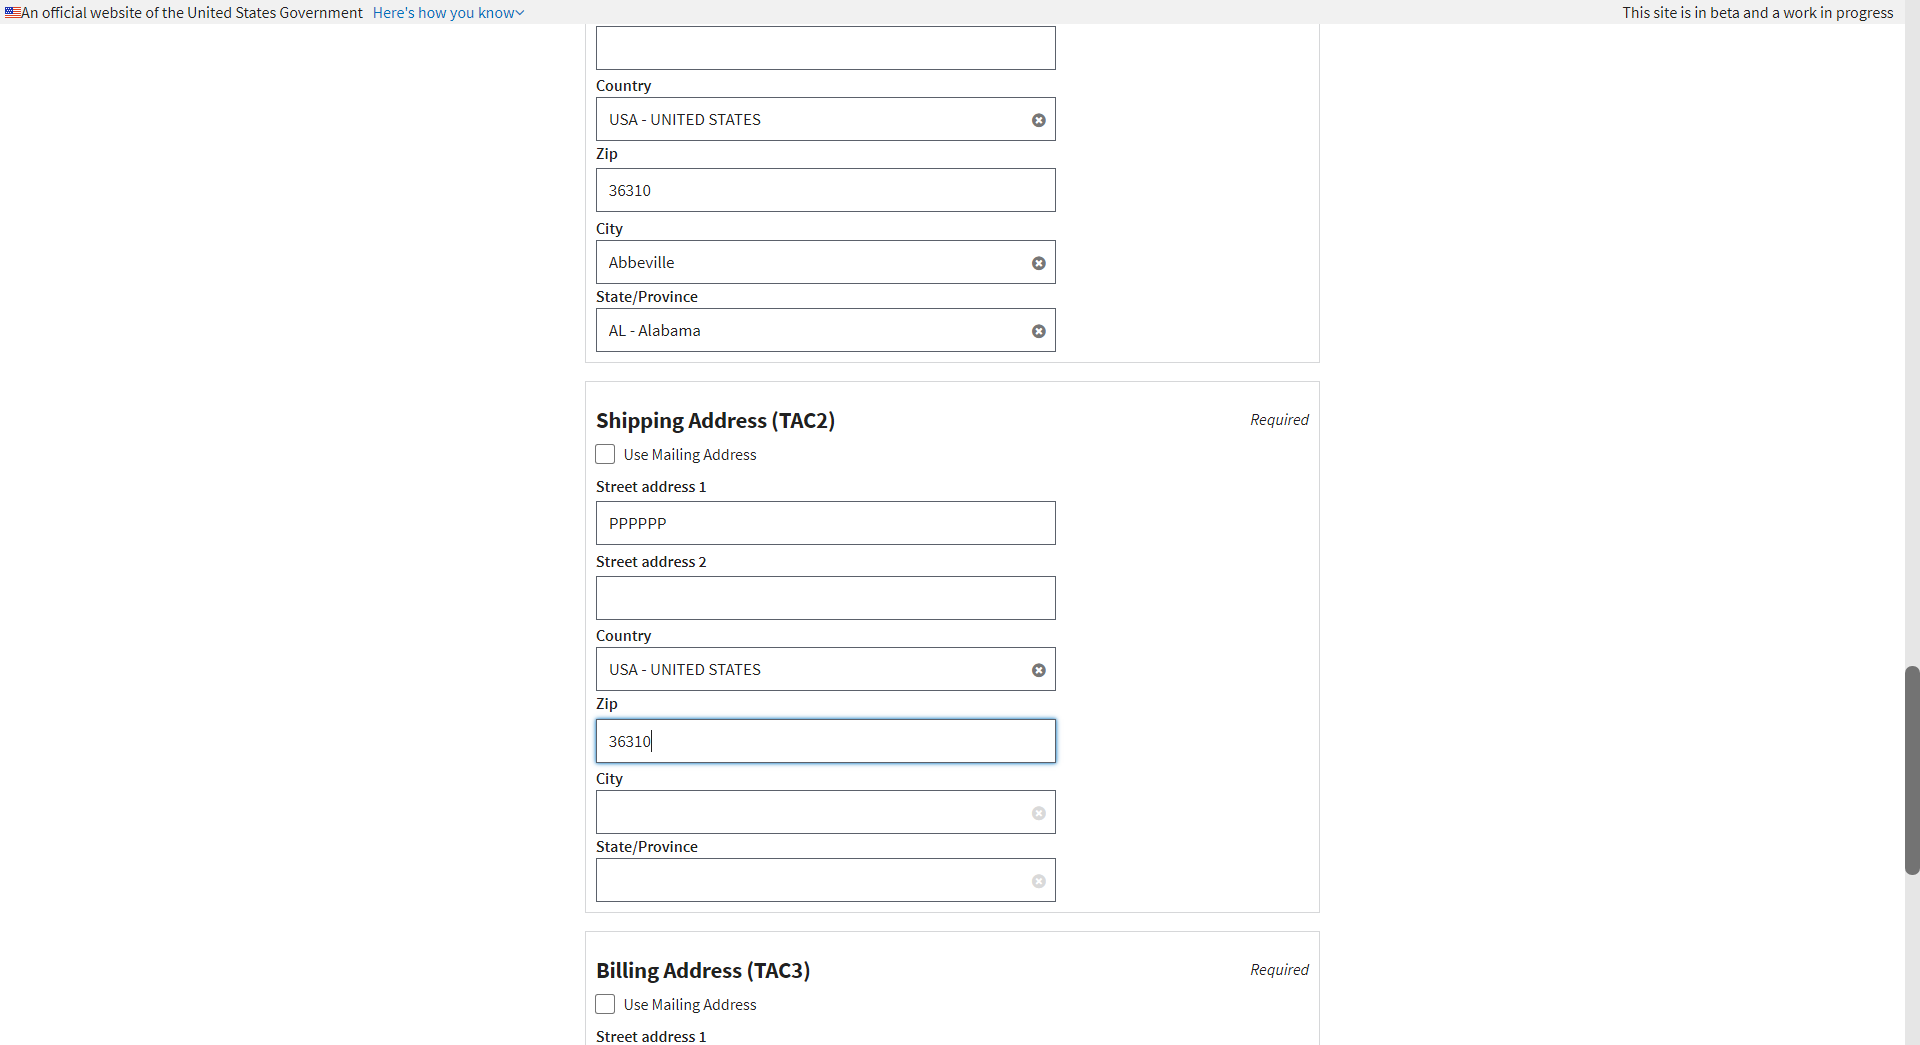 An official website of the United States Government Here's how you know
This site is in beta and a work in progress
Country
USA - UNITED STATES
Zip
36310
City
Abbeville
State/Province
AL - Alabama
Shipping Address (TAC2)
Required
Use Mailing Address
Street address 1
PPPPPP
Street address 2
Country
USA - UNITED STATES
Zip
36310
City
State/Province
Billing Address (TAC3)
Required
Use Mailing Address
Street address 1